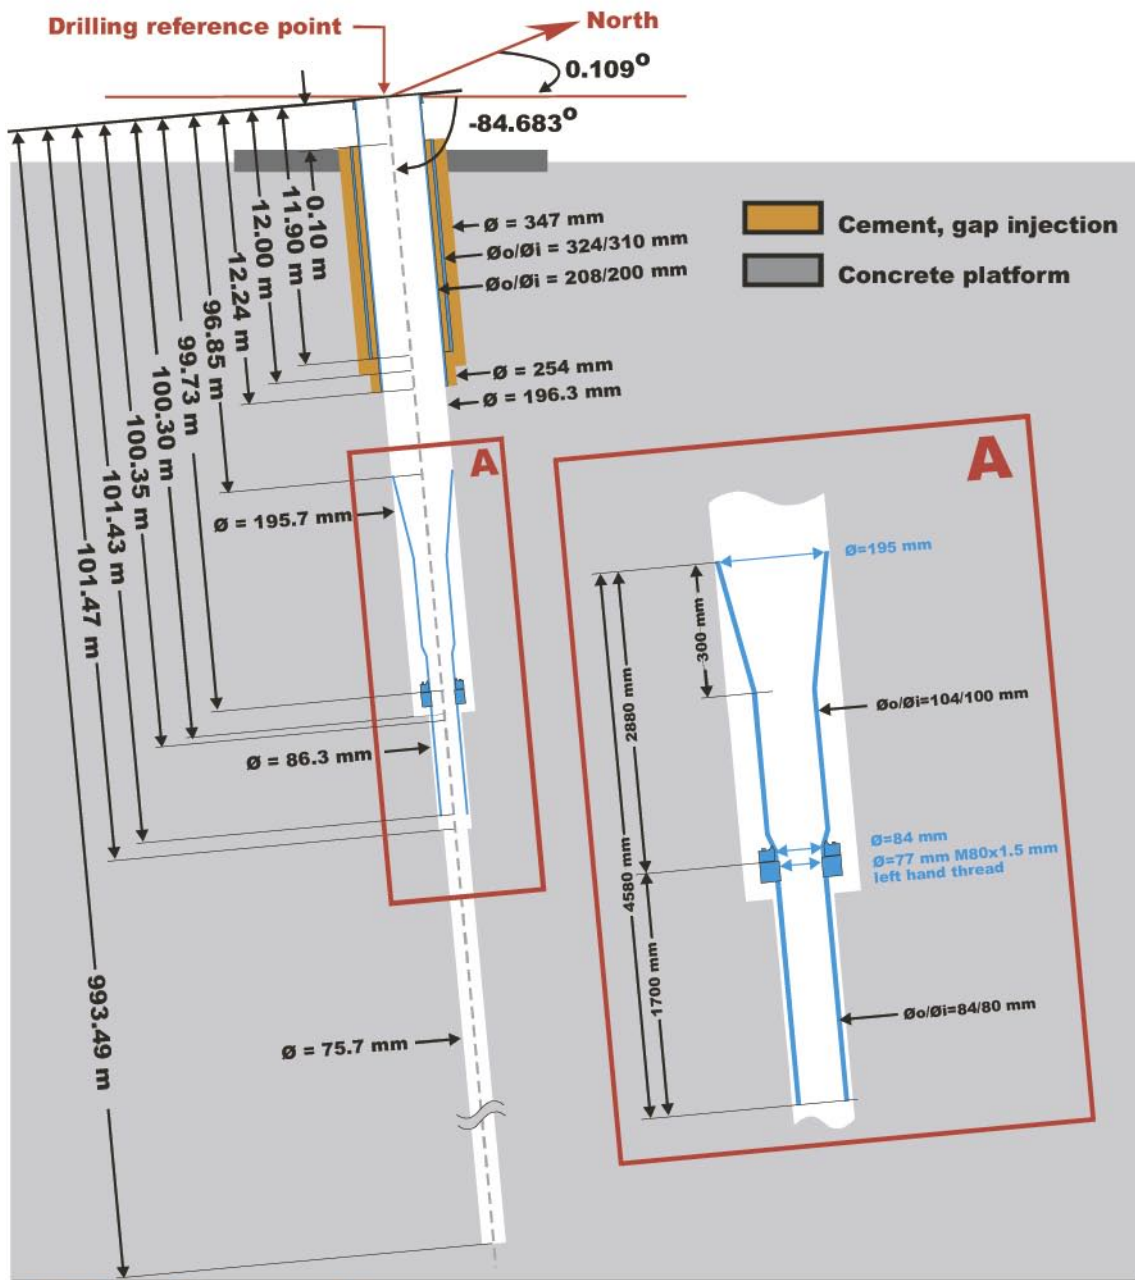 Drilling reference point
North
0.109°
-84.683°
0.10 m
11.90 m
12.00 m
12.24 m
96.85 m
99.73 m
100.30 m
100.35 m
101.43 m
101.47 m
993.49 m
Ø = 347 mm
Øo/Øi = 324/310 mm
Øo/Øi = 208/200 mm
Ø = 254 mm
Ø = 196.3 mm
Cement, gap injection
Concrete platform
A
Ø = 195.7 mm
Ø = 86.3 mm
Ø = 75.7 mm
A
Ø=195 mm
300 mm
2880 mm
4580 mm
1700 mm
Øo/Øi=104/100 mm
Ø=84 mm
Ø=77 mm M80x1.5 mm
left hand thread
Øo/Øi=84/80 mm